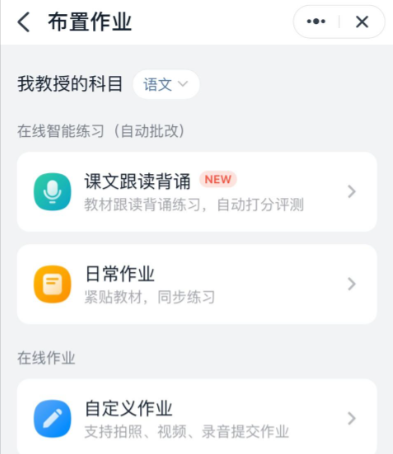 布置作业
我教授的科目 语文
在线智能练习（自动批改）
课文跟读背诵 NEW
教材跟读背诵练习，自动打分评测
日常作业
紧贴教材，同步练习
在线作业
自定义作业
支持拍照、视频、录音提交作业